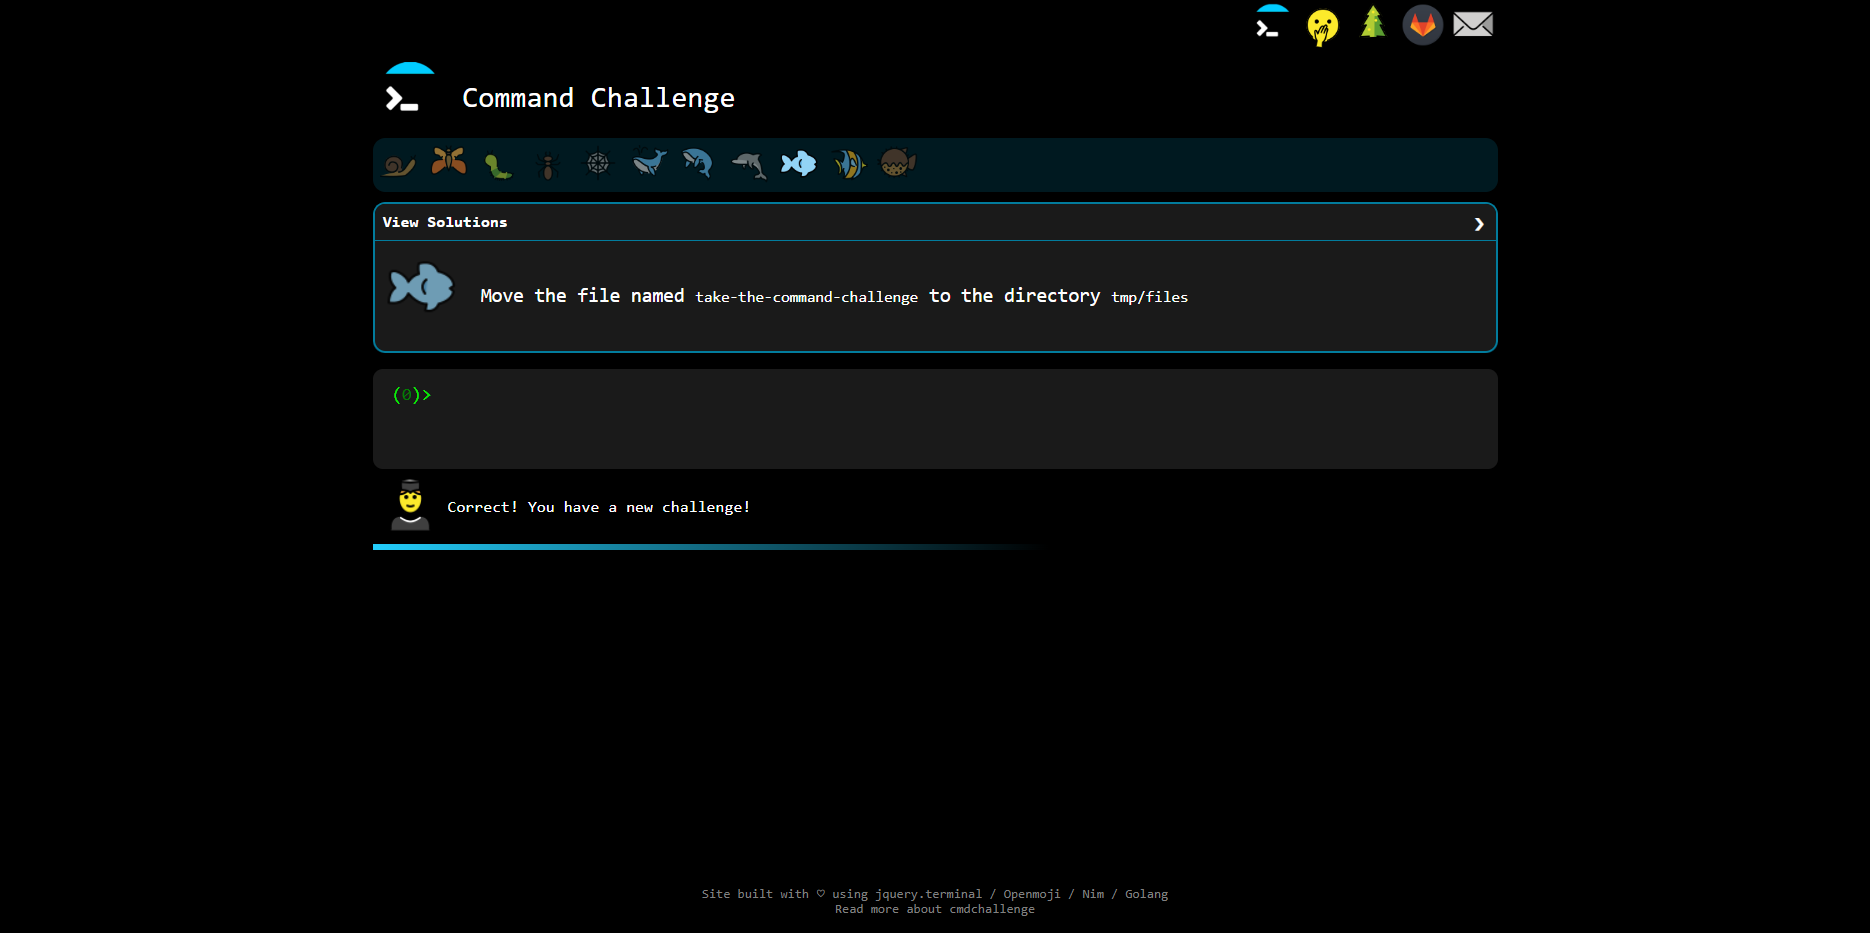 Command Challenge
View Solutions
Move the file named take-the-command-challenge to the directory tmp/files
(0)>
Correct! You have a new challenge!
Site built with ♡ using jquery.terminal / Openmoji / Nim / Golang
Read more about cmdchallenge